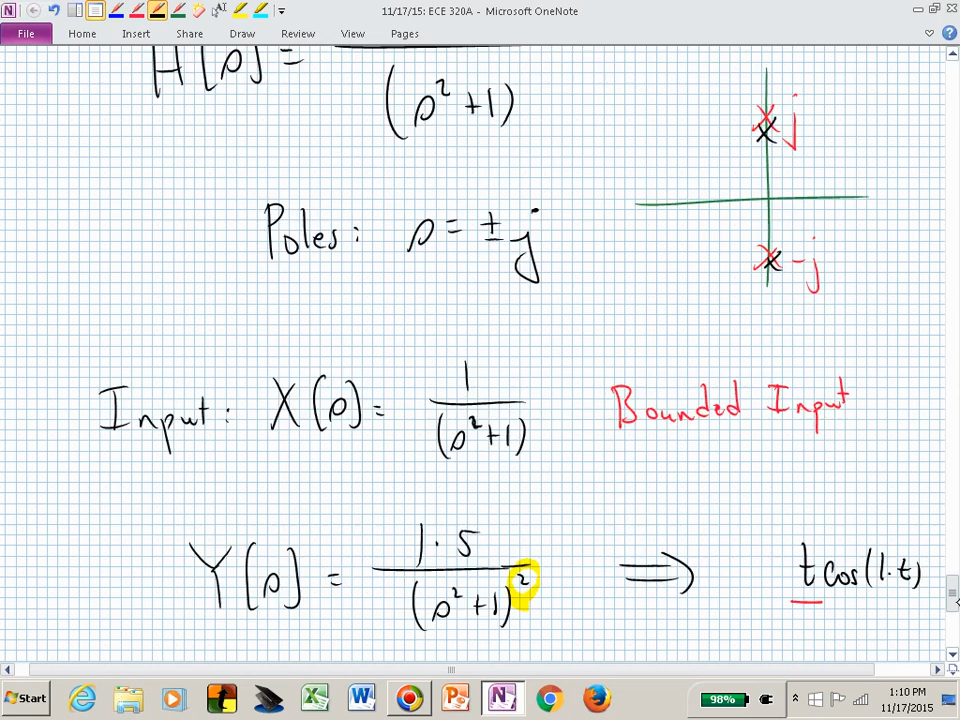 11/17/15: ECE 320A - Microsoft OneNote
File Home Insert Share Draw Review View Pages
H[s] =
(s²+1)
j
Poles: s = ± j
-j
Input: X[s] = 1 / (s²+1) Bounded Input
Y[s] = 1·5 / (s²+1)² ⇒ t cos(1·t)
Start
98%
1:10 PM
11/17/2015